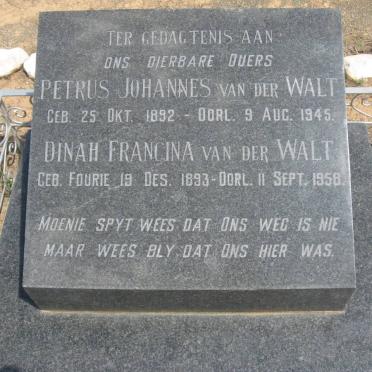 TER GEDAGTENIS AAN
ONS DIERBARE OUERS
PETRUS JOHANNES VAN DER WALT
GEB. 25 OKT. 1892 - OORL. 9 AUG. 1945.
DINAH FRANCINA VAN DER WALT
GEB. FOURIE 19 DES. 1893-OORL. 11 SEPT. 1958.
MOENIE SPYT WEES DAT ONS WEG IS NIE
MAAR WEES BLY DAT ONS HIER WAS.